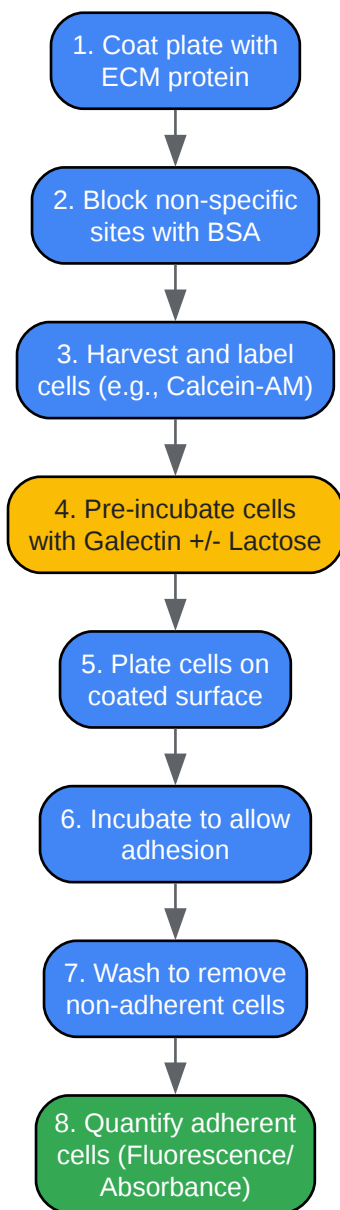 1. Coat plate with
ECM protein
2. Block non-specific
sites with BSA
3. Harvest and label
cells (e.g., Calcein-AM)
4. Pre-incubate cells
with Galectin +/- Lactose
5. Plate cells on
coated surface
6. Incubate to allow
adhesion
7. Wash to remove
non-adherent cells
8. Quantify adherent
cells (Fluorescence/
Absorbance)